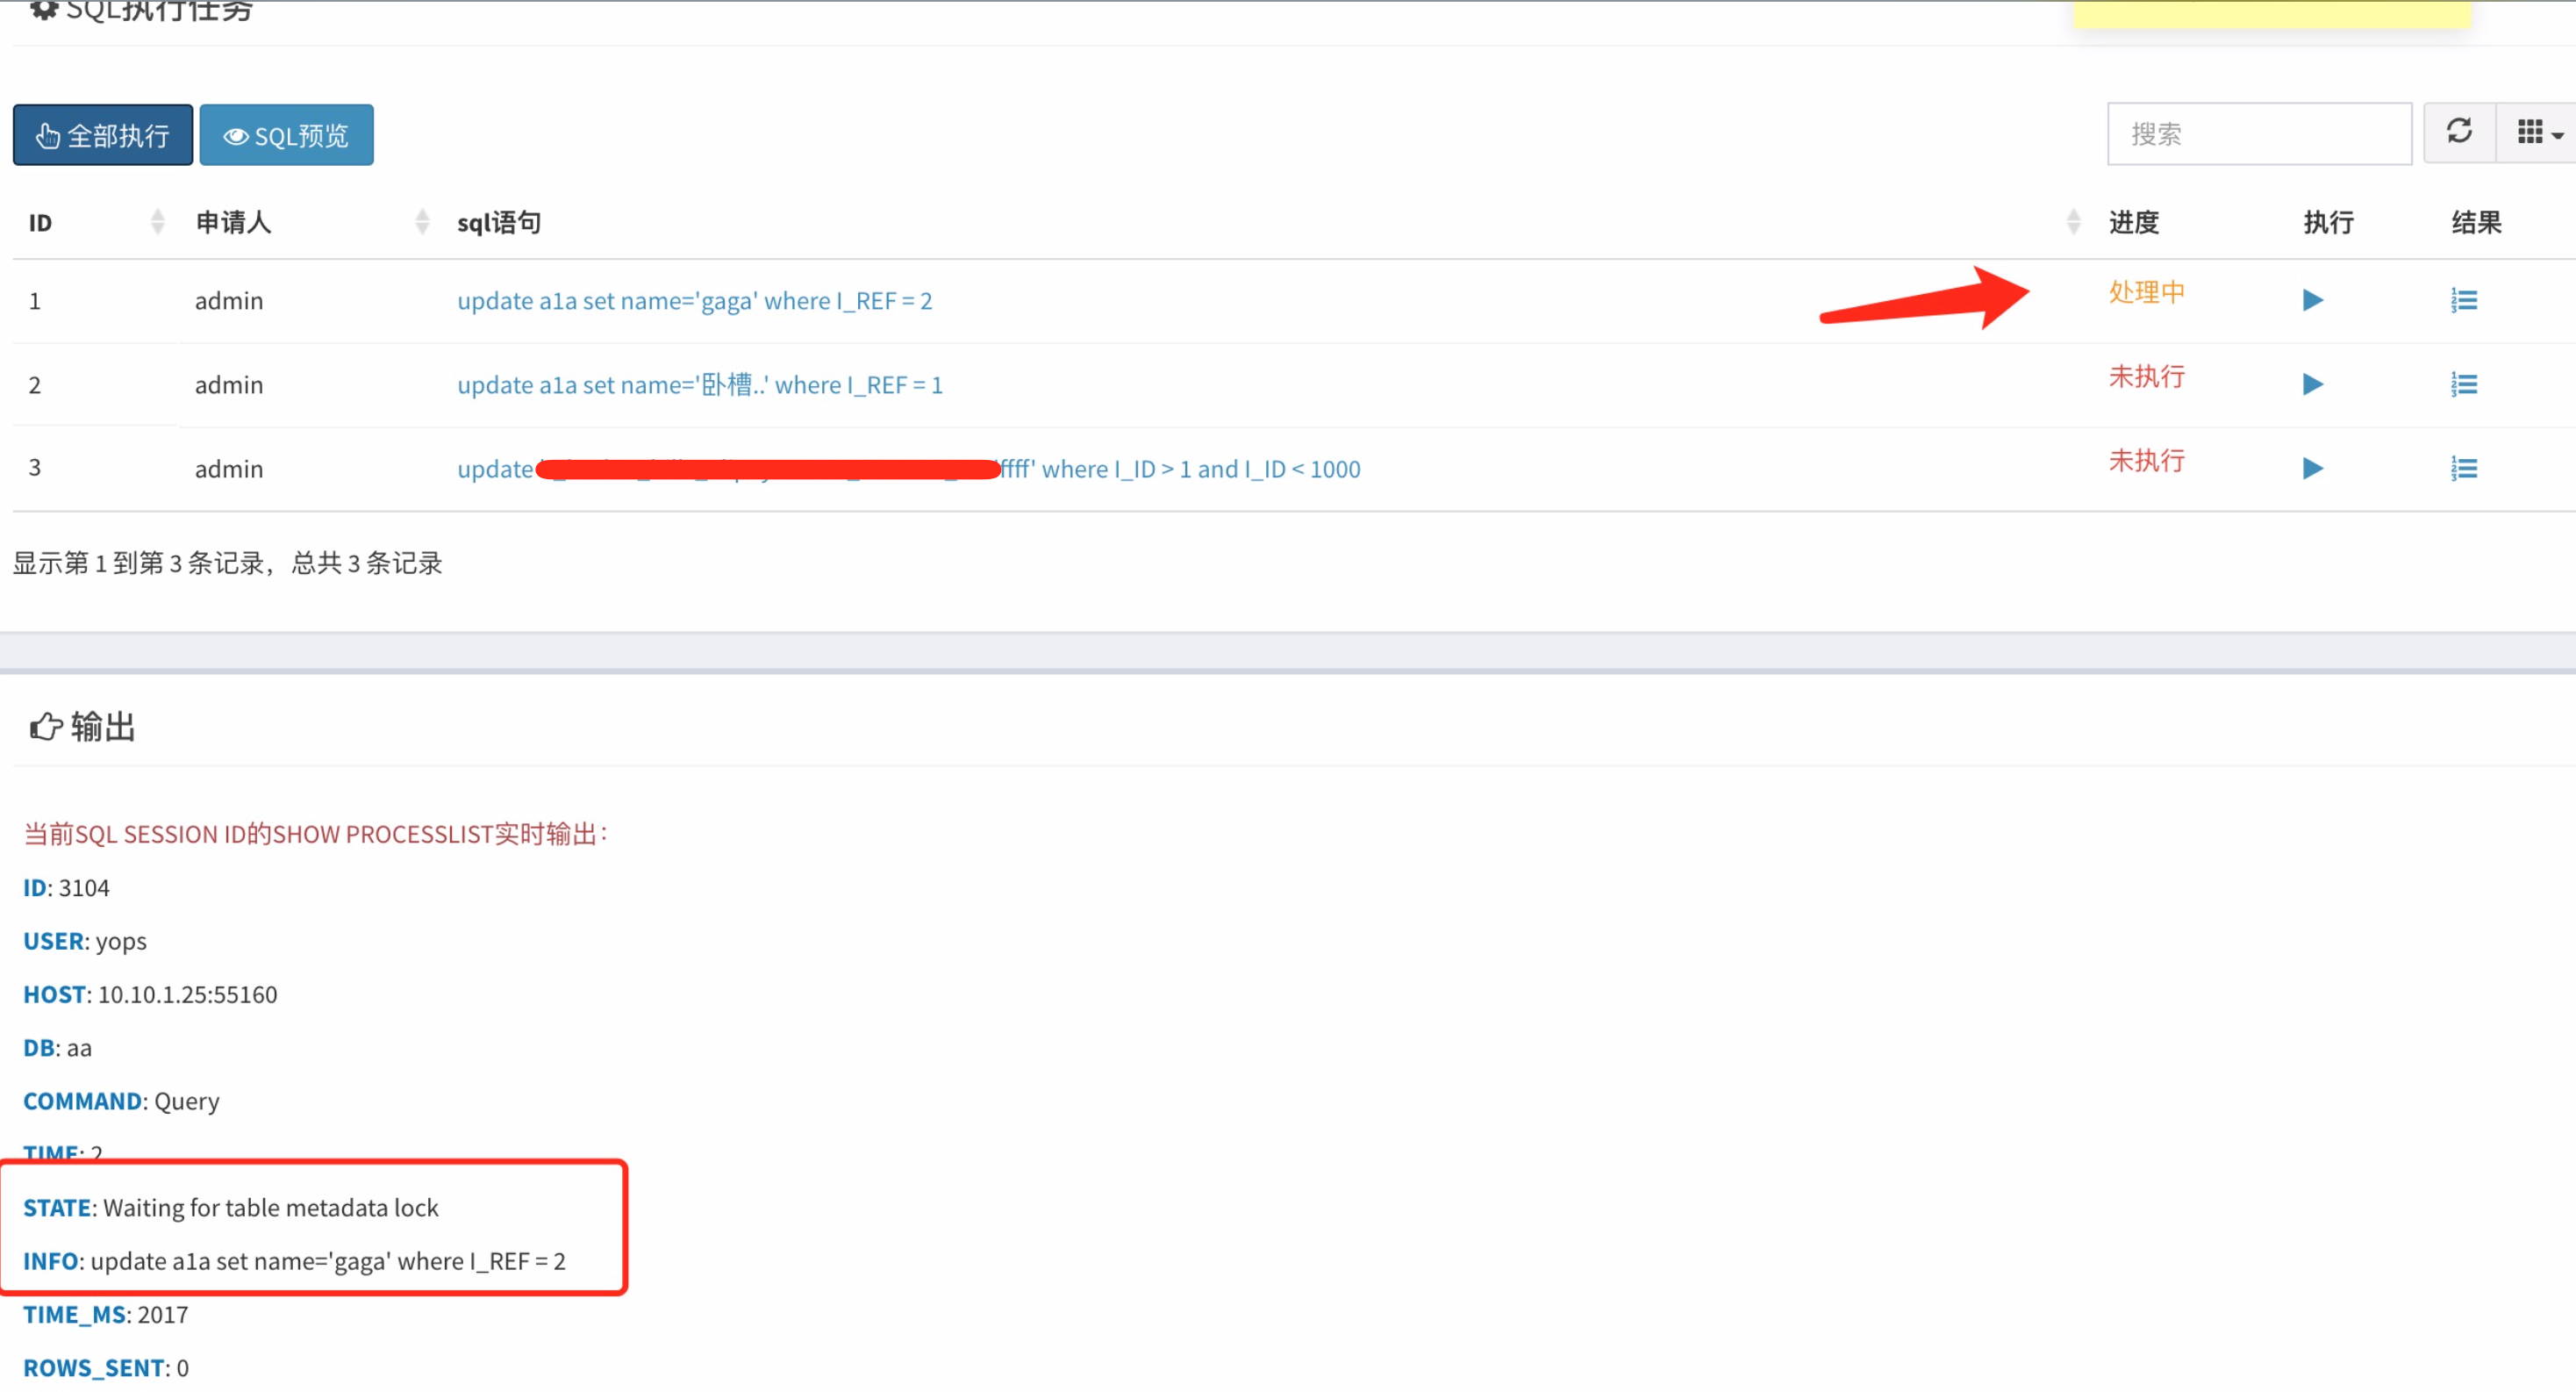 SQL执行任务
全部执行 SQL预览 搜索
ID 申请人 sql语句 进度 执行 结果
1 admin update a1a set name='gaga' where I_REF = 2 处理中
2 admin update a1a set name='卧槽..' where I_REF = 1 未执行
3 admin update ffff' where I_ID > 1 and I_ID < 1000 未执行
显示第 1 到第 3 条记录，总共 3 条记录
输出
当前SQL SESSION ID的SHOW PROCESSLIST实时输出：
ID: 3104
USER: yops
HOST: 10.10.1.25:55160
DB: aa
COMMAND: Query
TIME: 2
STATE: Waiting for table metadata lock
INFO: update a1a set name='gaga' where I_REF = 2
TIME_MS: 2017
ROWS_SENT: 0